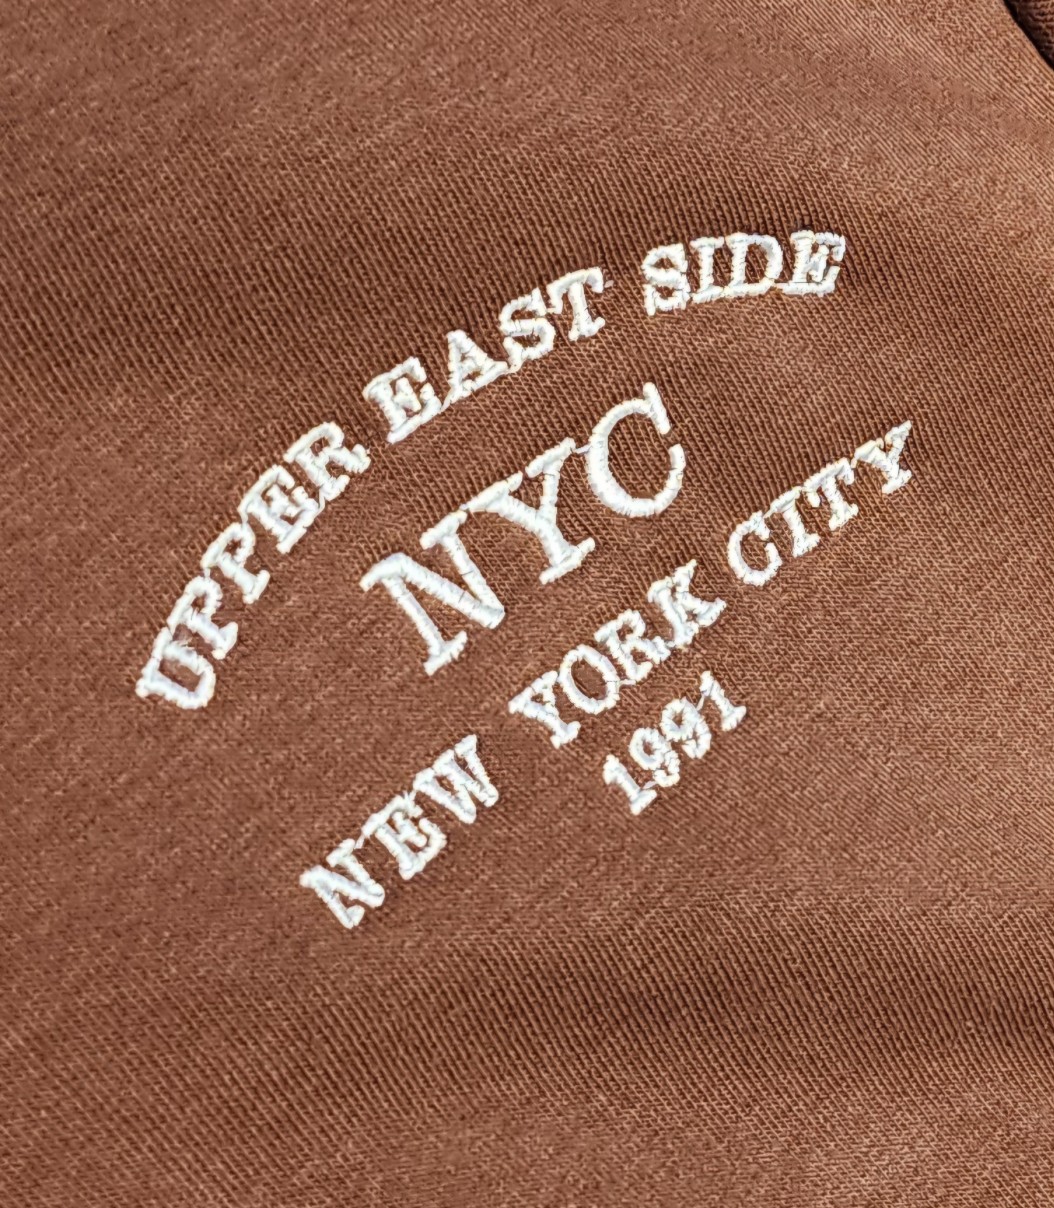 UPPER EAST SIDE
NYC
NEW YORK CITY
1991